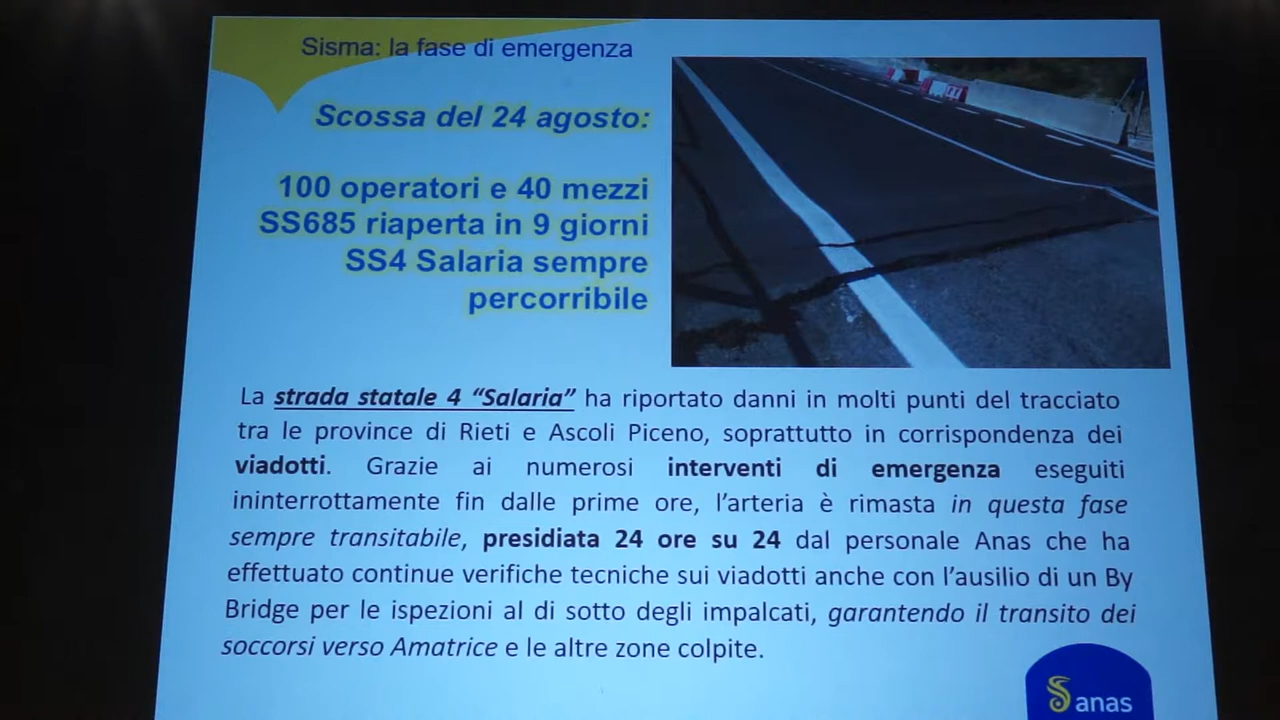 Sisma: la fase di emergenza
Scossa del 24 agosto:
100 operatori e 40 mezzi
SS685 riaperta in 9 giorni
SS4 Salaria sempre
percorribile
La strada statale 4 “Salaria” ha riportato danni in molti punti del tracciato
tra le province di Rieti e Ascoli Piceno, soprattutto in corrispondenza dei
viadotti. Grazie ai numerosi interventi di emergenza eseguiti
ininterrottamente fin dalle prime ore, l’arteria è rimasta in questa fase
sempre transitabile, presidiata 24 ore su 24 dal personale Anas che ha
effettuato continue verifiche tecniche sui viadotti anche con l’ausilio di un By
Bridge per le ispezioni al di sotto degli impalcati, garantendo il transito dei
soccorsi verso Amatrice e le altre zone colpite.
anas